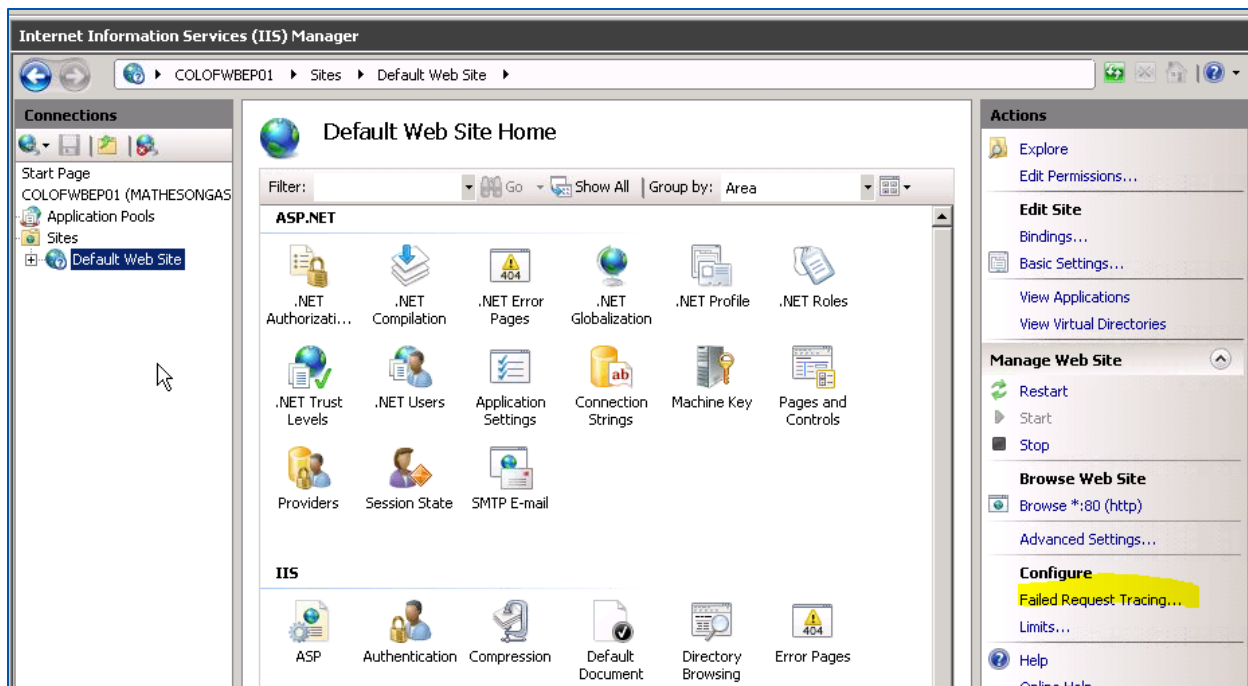 Internet Information Services (IIS) Manager
COLOFWBEP01 Sites Default Web Site
Connections
Start Page
COLOFWBEP01 (MATHESONGAS
Application Pools
Sites
Default Web Site
Default Web Site Home
Filter: Go Show All Group by: Area
ASP.NET
.NET Authorizati...
.NET Compilation
404
.NET Error Pages
.NET Globalization
.NET Profile
.NET Roles
.NET Trust Levels
.NET Users
Application Settings
ab
Connection Strings
Machine Key
Pages and Controls
Providers
Session State
SMTP E-mail
IIS
ASP
Authentication
Compression
Default Document
Directory Browsing
404
Error Pages
Actions
Explore
Edit Permissions...
Edit Site
Bindings...
Basic Settings...
View Applications
View Virtual Directories
Manage Web Site
Restart
Start
Stop
Browse Web Site
Browse *:80 (http)
Advanced Settings...
Configure
Failed Request Tracing...
Limits...
Help
Online Help